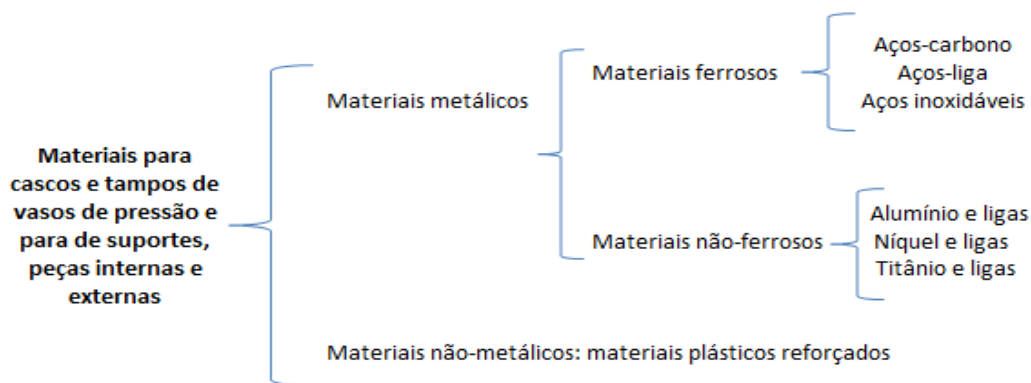 Materiais para
cascos e tampos de
vasos de pressão e
para de suportes,
peças internas e
externas
Materiais metálicos
Materiais ferrosos
Aços-carbono
Aços-liga
Aços inoxidáveis
Materiais não-ferrosos
Alumínio e ligas
Níquel e ligas
Titânio e ligas
Materiais não-metálicos: materiais plásticos reforçados